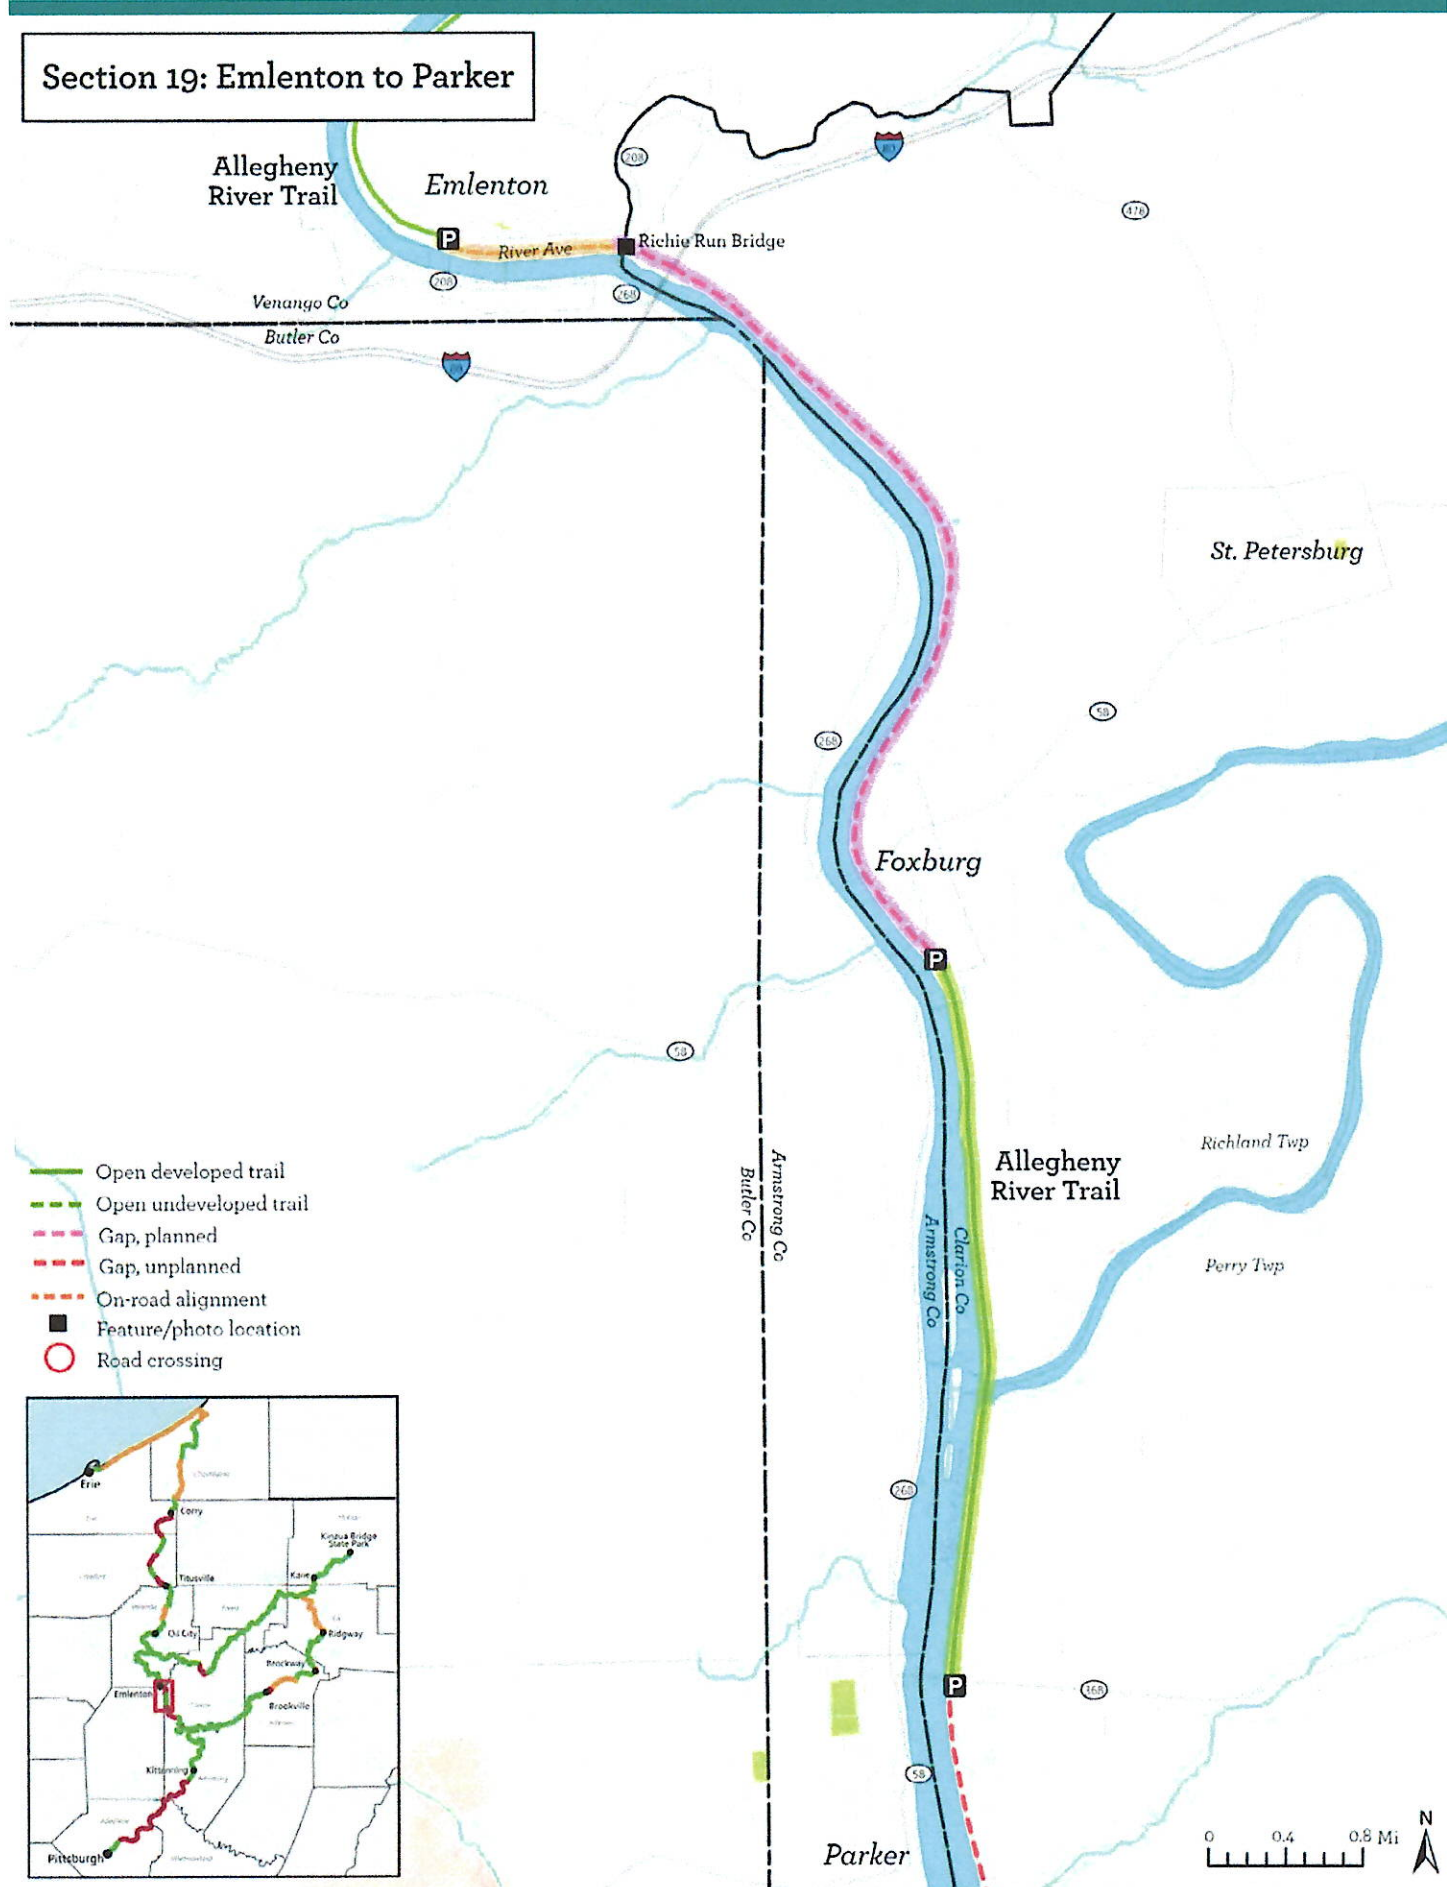 Section 19: Emlenton to Parker
Allegheny
River Trail
Emlenton
208
80
478
River Ave
Richie Run Bridge
208
268
Venango Co
Butler Co
80
St. Petersburg
58
268
Foxburg
P
P
58
Richland Twp
Allegheny
River Trail
Armstrong Co
Butler Co
Clarion Co
Armstrong Co
Perry Twp
Open developed trail
Open undeveloped trail
Gap, planned
Gap, unplanned
On-road alignment
Feature/photo location
Road crossing
268
Erie
Corry
Kinzua Bridge
State Park
Titusville
Kane
Oil City
Ridgway
Brockway
Emlenton
Brookville
Kittanning
Pittsburgh
P
368
58
Parker
0 0.4 0.8 Mi
N